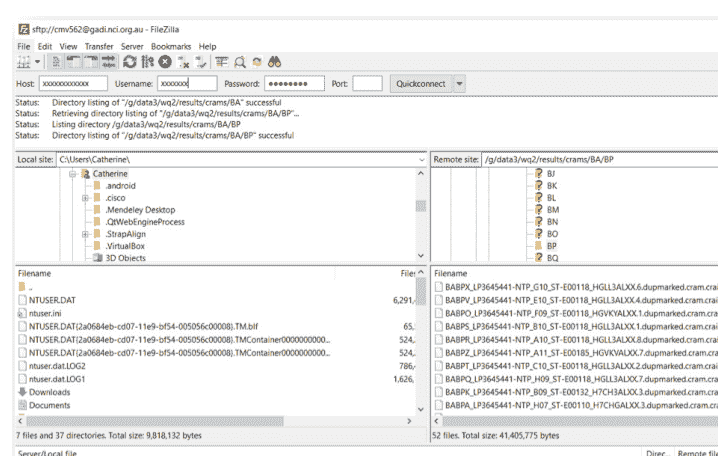 sftp://cmv562@gadi.nci.org.au - FileZilla
File Edit View Transfer Server Bookmarks Help
Host: xxxxxxxxxxxx Username: xxxxxxx Password: ●●●●●●●● Port: Quickconnect
Status: Directory listing of "/g/data3/wq2/results/crams/BA" successful
Status: Retrieving directory listing of "/g/data3/wq2/results/crams/BA/BP"...
Status: Listing directory /g/data3/wq2/results/crams/BA/BP
Status: Directory listing of "/g/data3/wq2/results/crams/BA/BP" successful
Local site: C:\Users\Catherine\
Catherine
.android
.cisco
.Mendeley Desktop
.QtWebEngineProcess
.StrapAlign
.VirtualBox
3D Objects
Filename Files
..
NTUSER.DAT 6,291,
ntuser.ini
NTUSER.DAT{2a0684eb-cd07-11e9-bf54-005056c00008}.TM.blf 65,
NTUSER.DAT{2a0684eb-cd07-11e9-bf54-005056c00008}.TMContainer0000000000... 524,
NTUSER.DAT{2a0684eb-cd07-11e9-bf54-005056c00008}.TMContainer0000000000... 524,
ntuser.dat.LOG2 786,
ntuser.dat.LOG1 1,626,
Downloads
Documents
7 files and 37 directories. Total size: 9,818,132 bytes
Remote site: /g/data3/wq2/results/crams/BA/BP
BJ
BK
BL
BM
BN
BO
BP
BQ
Filename
BABPX_LP3645441-NTP_G10_ST-E00118_HGLL3ALXX.6.dupmarked.cram.crai
BABPV_LP3645441-NTP_E10_ST-E00118_HGLL3ALXX.4.dupmarked.cram.cra
BABPO_LP3645441-NTP_F09_ST-E00118_HGVKYALXX.1.dupmarked.cram.cr
BABPS_LP3645441-NTP_B10_ST-E00118_HGLL3ALXX.1.dupmarked.cram.cra
BABPR_LP3645441-NTP_A10_ST-E00118_HGLL3ALXX.8.dupmarked.cram.cra
BABPZ_LP3645441-NTP_A11_ST-E00185_HGVKVALXX.7.dupmarked.cram.cr
BABPT_LP3645441-NTP_C10_ST-E00118_HGLL3ALXX.2.dupmarked.cram.cra
BABPQ_LP3645441-NTP_H09_ST-E00118_HGLL3ALXX.7.dupmarked.cram.cra
BABPK_LP3645441-NTP_B09_ST-E00132_H7CH3ALXX.3.dupmarked.cram.cra
BABPA_LP3645441-NTP_H07_ST-E00110_H7CHGALXX.3.dupmarked.cram.cr
52 files. Total size: 41,405,775 bytes
Server/Local file Direc... Remote file